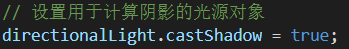 // 设置用于计算阴影的光源对象
directionalLight.castShadow = true;